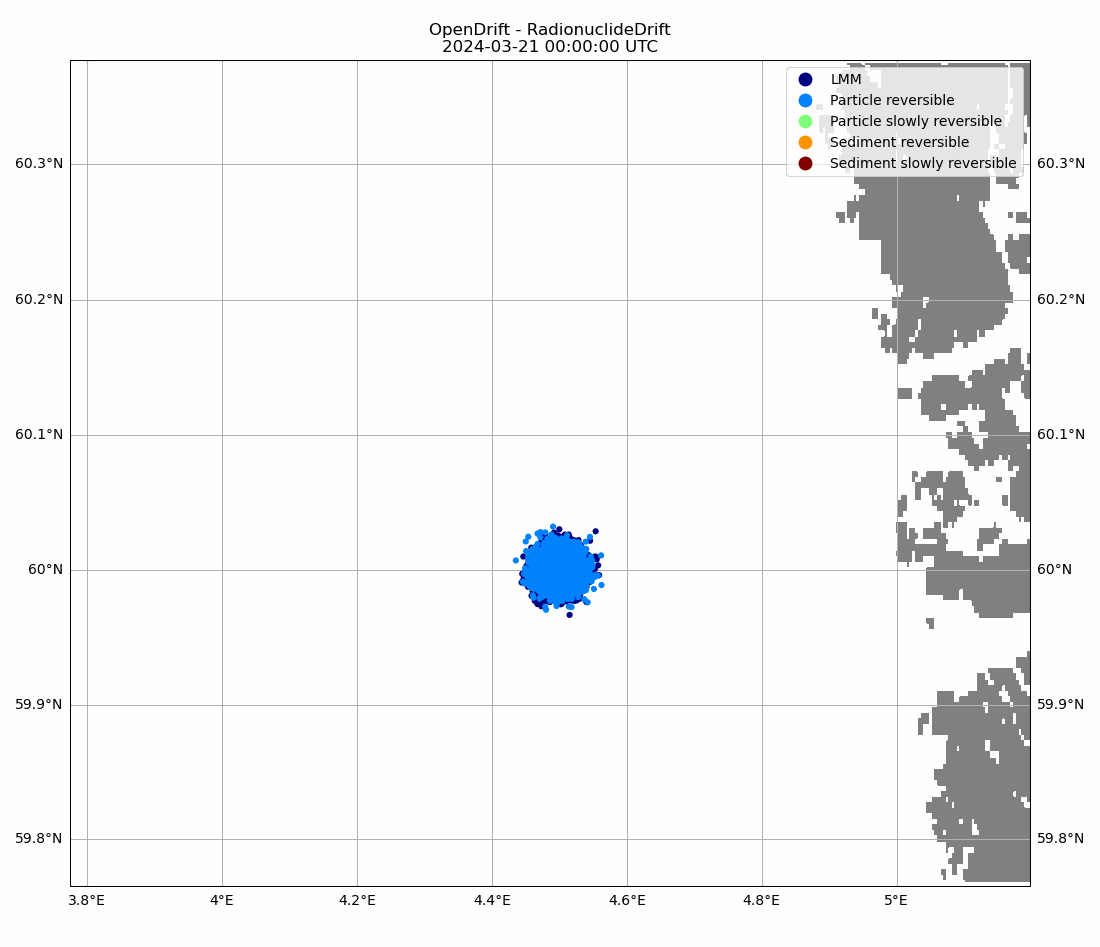 OpenDrift - RadionuclideDrift
2024-03-21 00:00:00 UTC
LMM
Particle reversible
Particle slowly reversible
Sediment reversible
Sediment slowly reversible
60.3°N 60.3°N
60.2°N 60.2°N
60.1°N 60.1°N
60°N 60°N
59.9°N 59.9°N
59.8°N 59.8°N
3.8°E 4°E 4.2°E 4.4°E 4.6°E 4.8°E 5°E